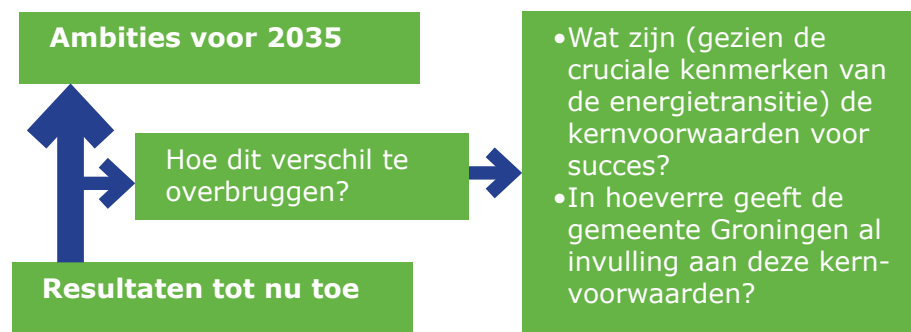 Ambities voor 2035
Hoe dit verschil te
overbruggen?
Resultaten tot nu toe
•Wat zijn (gezien de
cruciale kenmerken van
de energietransitie) de
kernvoorwaarden voor
succes?
•In hoeverre geeft de
gemeente Groningen al
invulling aan deze kern-
voorwaarden?